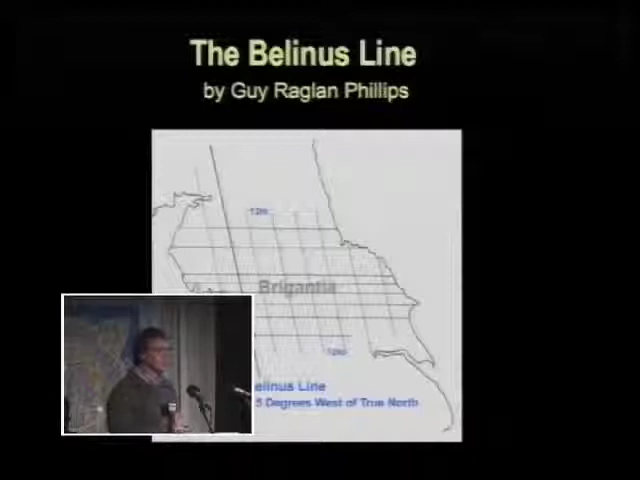 The Belinus Line
by Guy Raglan Phillips
Brigantia
elinus Line
5 Degrees West of True North